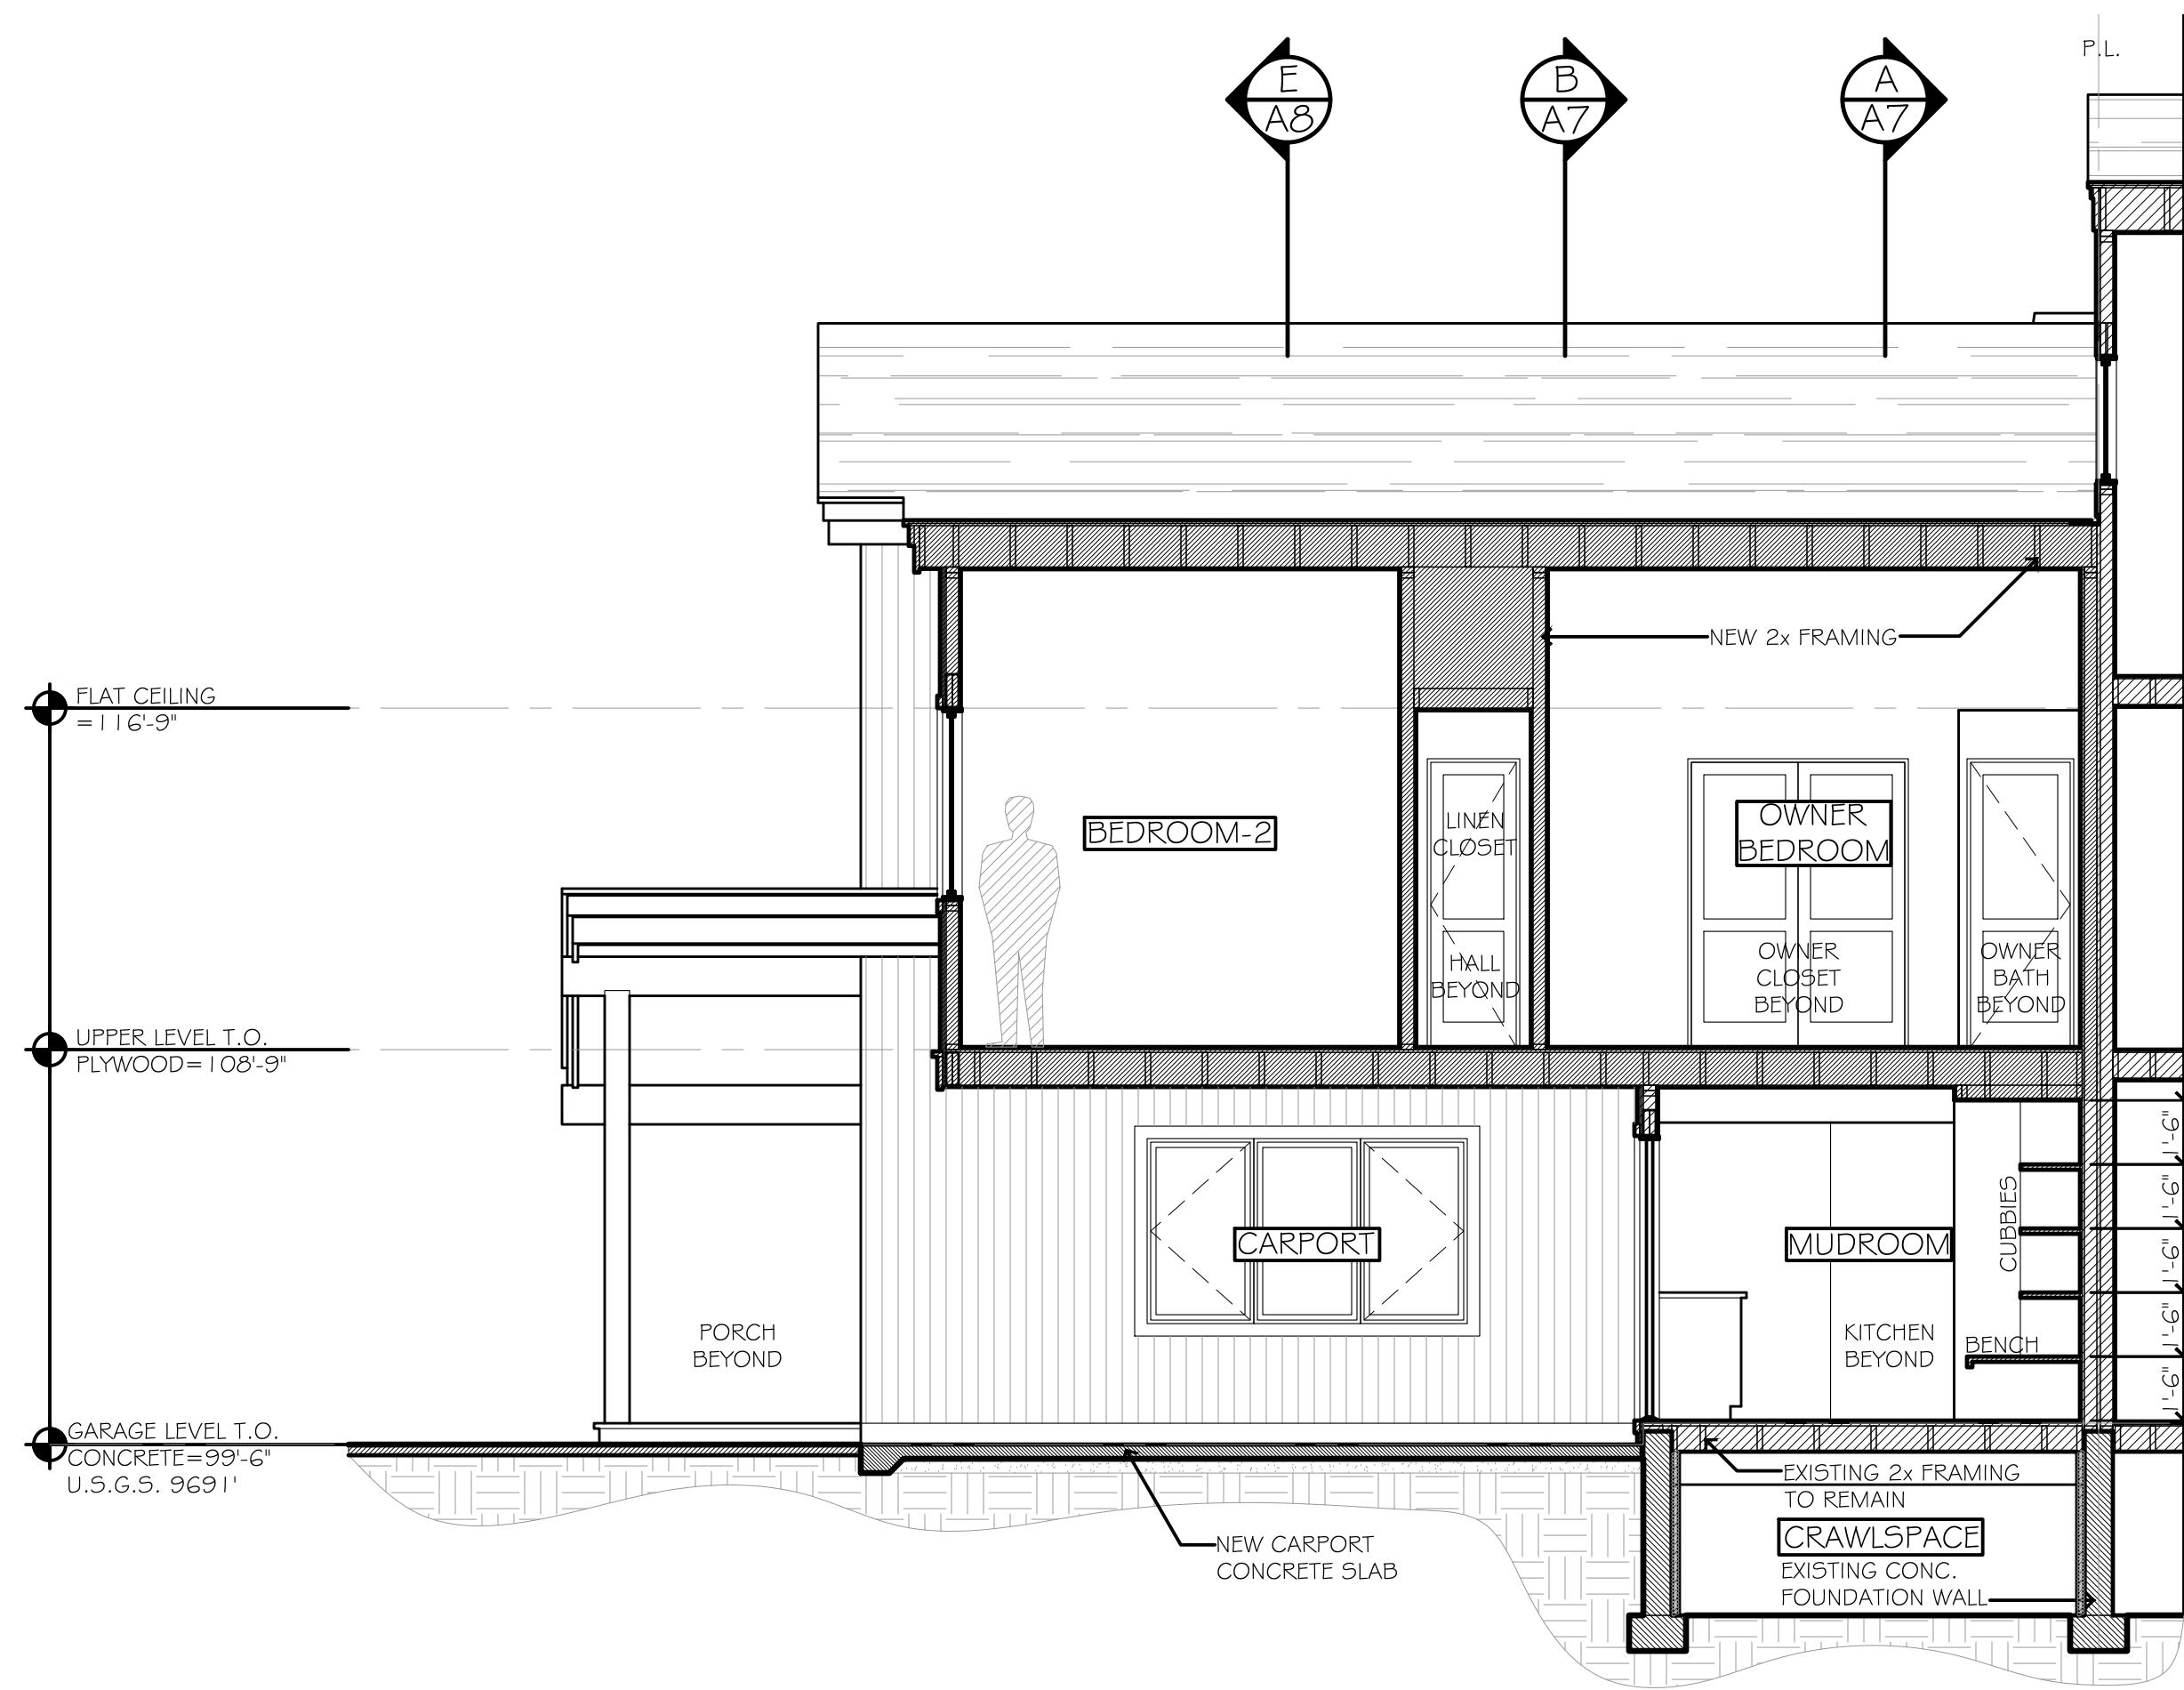 P.L.
E
A8
B
A7
A
A7
NEW 2x FRAMING
FLAT CEILING
=116'-9"
BEDROOM-2
LINEN
CLOSET
OWNER
BEDROOM
HALL
BEYOND
OWNER
CLOSET
BEYOND
OWNER
BATH
BEYOND
UPPER LEVEL T.O.
PLYWOOD=108'-9"
CARPORT
MUDROOM
CUBBIES
1'-6"
1'-6"
1'-6"
1'-6"
1'-6"
PORCH
BEYOND
KITCHEN
BEYOND
BENCH
GARAGE LEVEL T.O.
CONCRETE=99'-6"
U.S.G.S. 9691'
EXISTING 2x FRAMING
TO REMAIN
CRAWLSPACE
NEW CARPORT
CONCRETE SLAB
EXISTING CONC.
FOUNDATION WALL